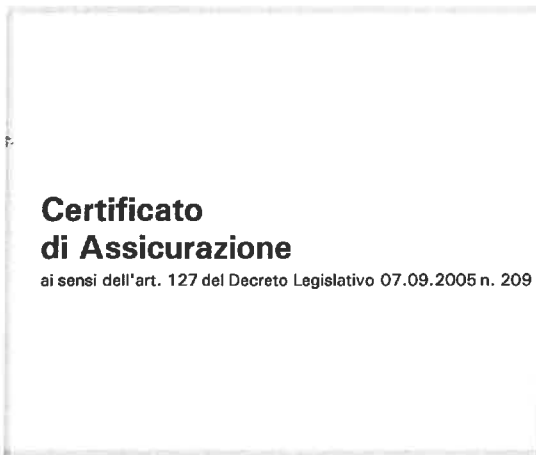 Certificato
di Assicurazione
ai sensi dell'art. 127 del Decreto Legislativo 07.09.2005 n. 209